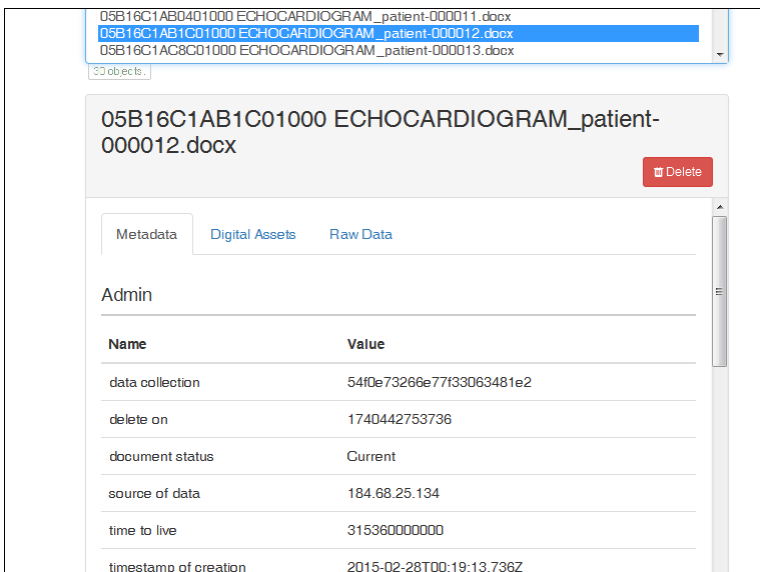 05B16C1AB0401000 ECHOCARDIOGRAM_patient-000011.docx
05B16C1AB1C01000 ECHOCARDIOGRAM_patient-000012.docx
05B16C1AC8C01000 ECHOCARDIOGRAM_patient-000013.docx
30 objects.
05B16C1AB1C01000 ECHOCARDIOGRAM_patient-
000012.docx
Delete
Metadata Digital Assets Raw Data
Admin
Name Value
data collection 54f0e73266e77f33063481e2
delete on 1740442753736
document status Current
source of data 184.68.25.134
time to live 315360000000
timestamp of creation 2015-02-28T00:19:13.736Z